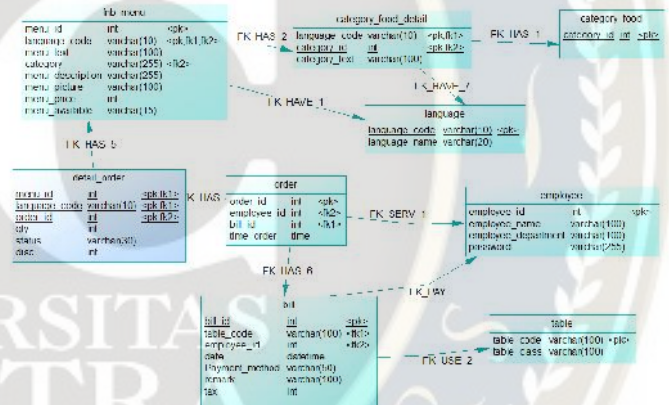 fnb_menu
menu_id int <pk>
language_code varchar(10) <pk,fk1,fk2>
menu_text varchar(100)
category varchar(255) <fk2>
menu_description varchar(255)
menu_picture varchar(100)
menu_price int
menu_available varchar(15)
FK_HAS_2
category_food_detail
language_code varchar(10) <pk,fk1>
category_id int <pk,fk2>
category_text varchar(100)
FK_HAS_1
category_food
category_id int <pk>
FK_HAVE_1
FK_HAVE_2
language
language_code varchar(10) <pk>
language_name varchar(20)
FK_HAS_5
detail_order
menu_id int <pk,fk1>
language_code varchar(10) <pk,fk1>
order_id int <pk,fk2>
qty int
status varchar(30)
disc int
FK_HAS
order
order_id int <pk>
employee_id int <fk2>
bill_id int <fk1>
time_order time
FK_SERV_1
employee
employee_id int <pk>
employee_name varchar(100)
employee_department varchar(100)
password varchar(255)
FK_HAS_6
FK_PAY
bill
bill_id int <pk>
table_code varchar(100) <fk1>
employee_id int <fk2>
date datetime
Payment_method varchar(50)
remark varchar(100)
tax int
FK_USE_2
table
table_code varchar(100) <pk>
table_class varchar(100)
RSITAS
TR